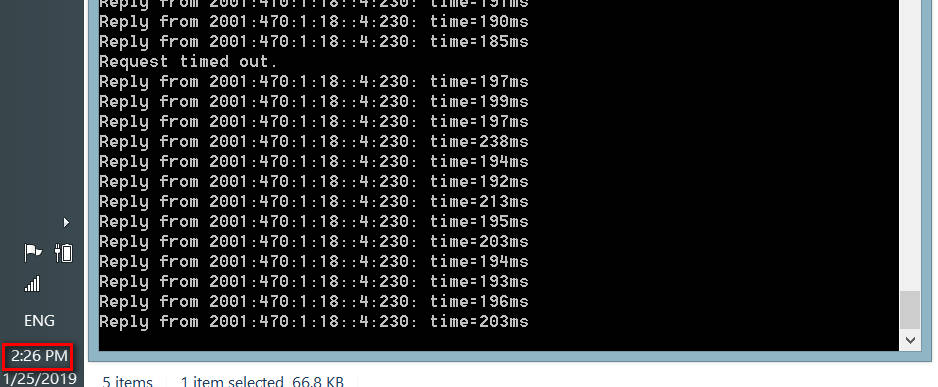 Reply from 2001:470:1:18::4:230: time=191ms
Reply from 2001:470:1:18::4:230: time=190ms
Reply from 2001:470:1:18::4:230: time=185ms
Request timed out.
Reply from 2001:470:1:18::4:230: time=197ms
Reply from 2001:470:1:18::4:230: time=199ms
Reply from 2001:470:1:18::4:230: time=197ms
Reply from 2001:470:1:18::4:230: time=238ms
Reply from 2001:470:1:18::4:230: time=194ms
Reply from 2001:470:1:18::4:230: time=192ms
Reply from 2001:470:1:18::4:230: time=213ms
Reply from 2001:470:1:18::4:230: time=195ms
Reply from 2001:470:1:18::4:230: time=203ms
Reply from 2001:470:1:18::4:230: time=194ms
Reply from 2001:470:1:18::4:230: time=193ms
Reply from 2001:470:1:18::4:230: time=196ms
Reply from 2001:470:1:18::4:230: time=203ms
ENG
2:26 PM
1/25/2019
5 items 1 item selected 66.8 KB